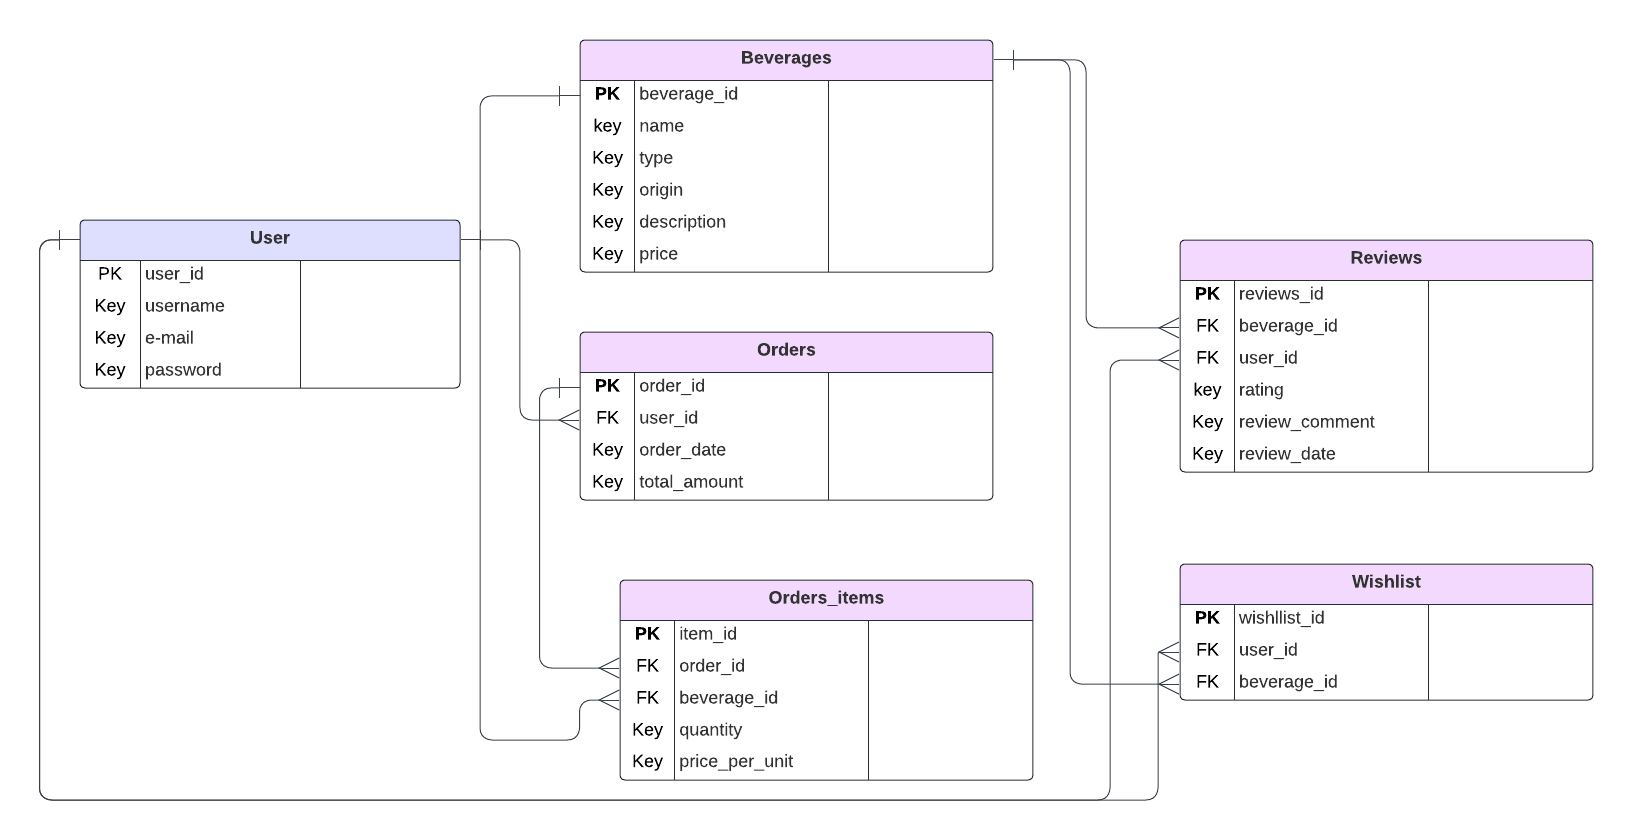 Beverages
PK beverage_id
key name
Key type
Key origin
Key description
Key price
User
PK user_id
Key username
Key e-mail
Key password
Orders
PK order_id
FK user_id
Key order_date
Key total_amount
Orders_items
PK item_id
FK order_id
FK beverage_id
Key quantity
Key price_per_unit
Reviews
PK reviews_id
FK beverage_id
FK user_id
key rating
Key review_comment
Key review_date
Wishlist
PK wishllist_id
FK user_id
FK beverage_id